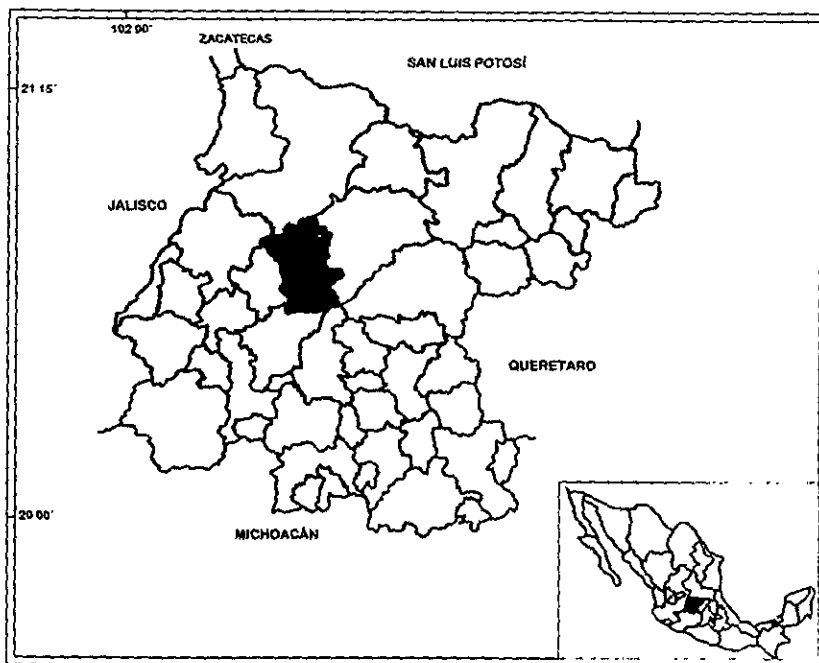 102 00´
ZACATECAS
SAN LUIS POTOSÍ
21 15´
JALISCO
QUERETARO
20 00´
MICHOACÁN